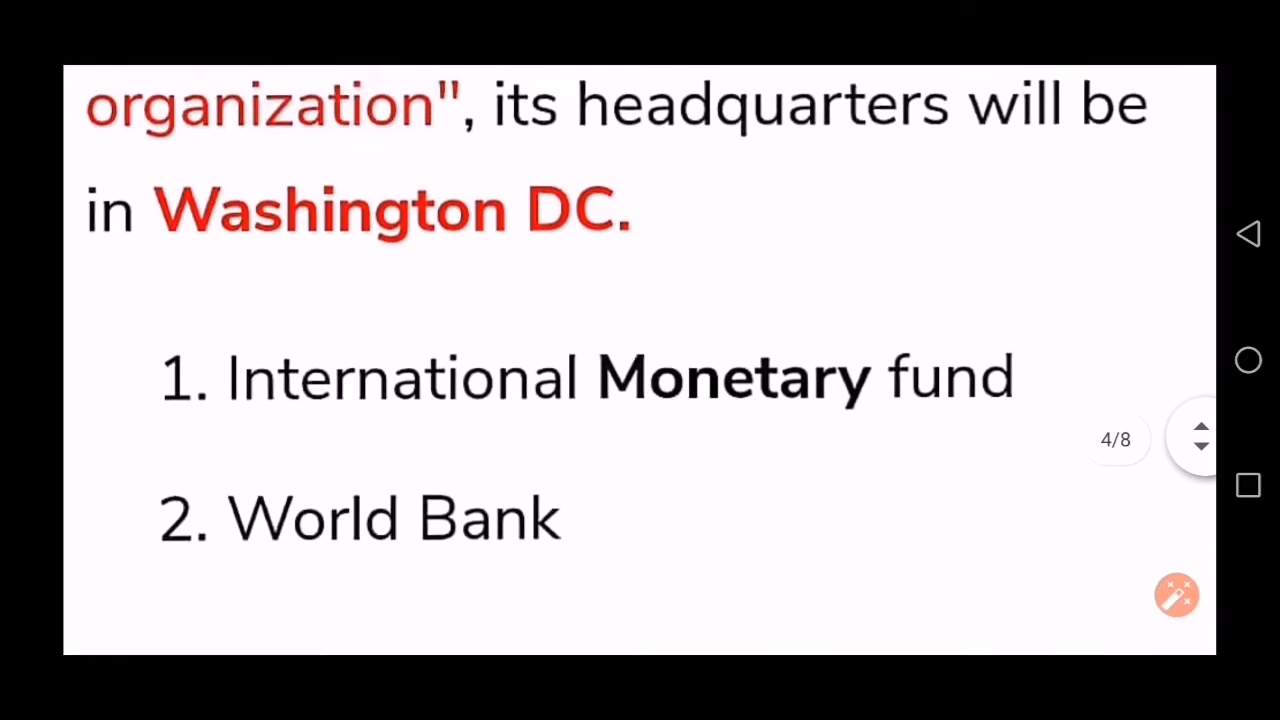 organization", its headquarters will be
in Washington DC.
1. International Monetary fund
4/8
2. World Bank